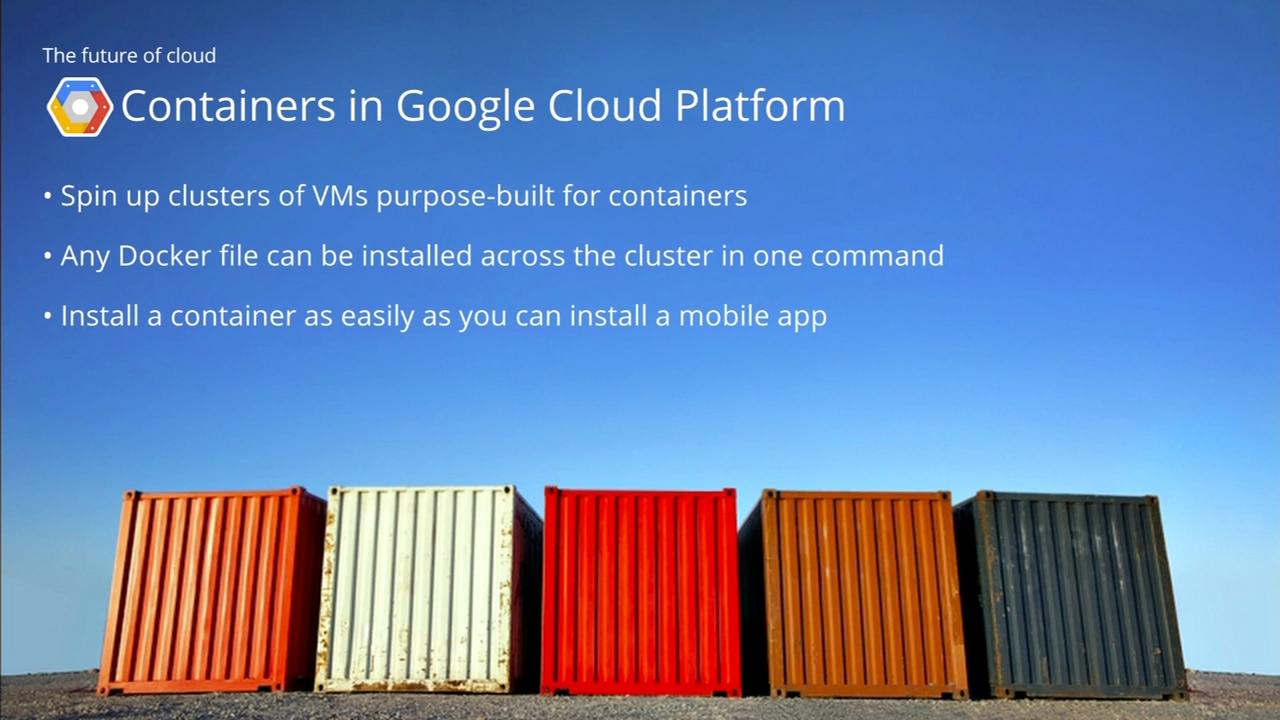 The future of cloud
Containers in Google Cloud Platform
• Spin up clusters of VMs purpose-built for containers
• Any Docker file can be installed across the cluster in one command
• Install a container as easily as you can install a mobile app